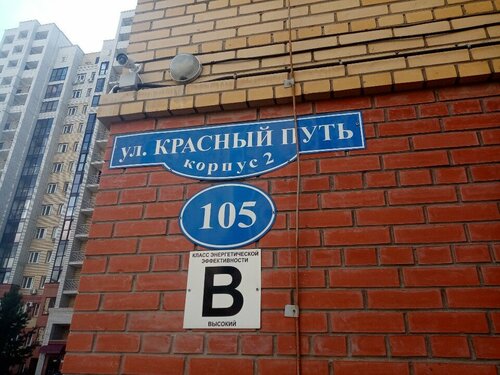 ул. КРАСНЫЙ ПУТЬ
корпус 2
105
КЛАСС ЭНЕРГЕТИЧЕСКОЙ
ЭФФЕКТИВНОСТИ
B
ВЫСОКИЙ